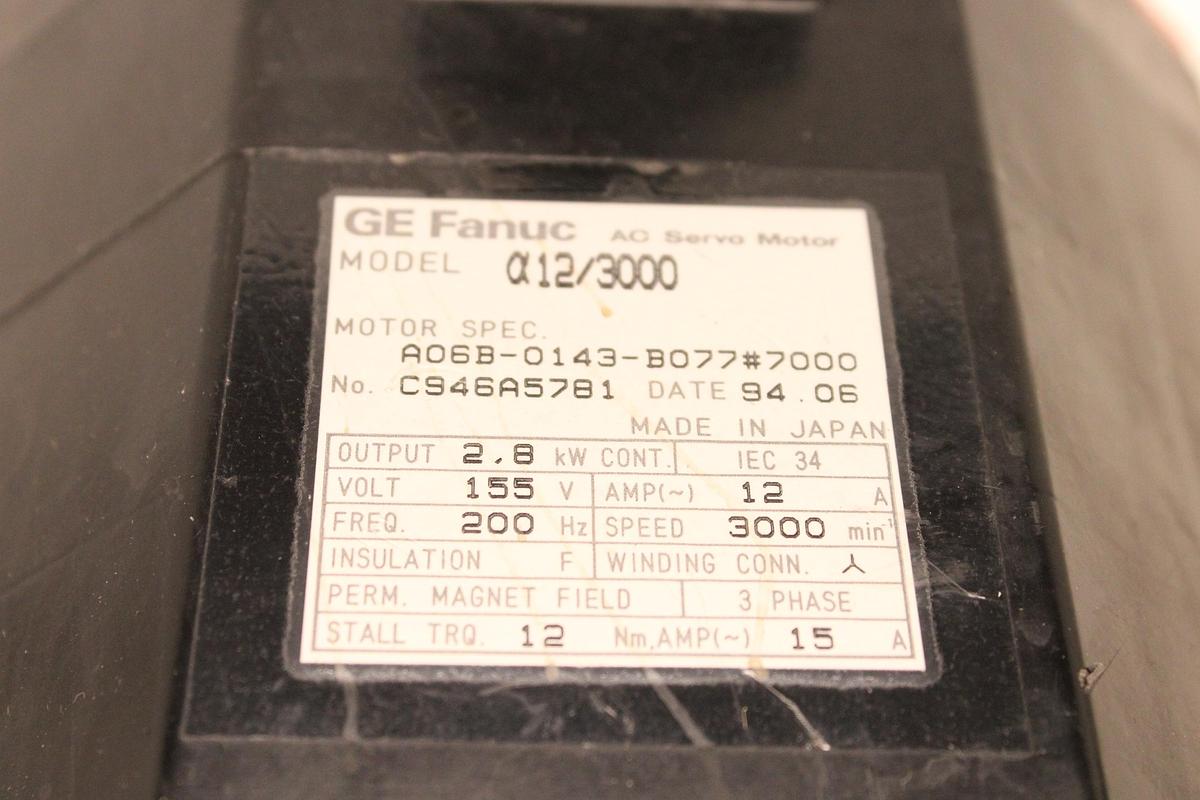 GE Fanuc AC Servo Motor
MODEL α12/3000
MOTOR SPEC.
A06B-0143-B077#7000
No. C946A5781 DATE 94.06
MADE IN JAPAN
OUTPUT 2.8 kW CONT. IEC 34
VOLT 155 V AMP(~) 12 A
FREQ. 200 Hz SPEED 3000 min⁻¹
INSULATION F WINDING CONN. ⅄
PERM. MAGNET FIELD 3 PHASE
STALL TRQ. 12 Nm,AMP(~) 15 A